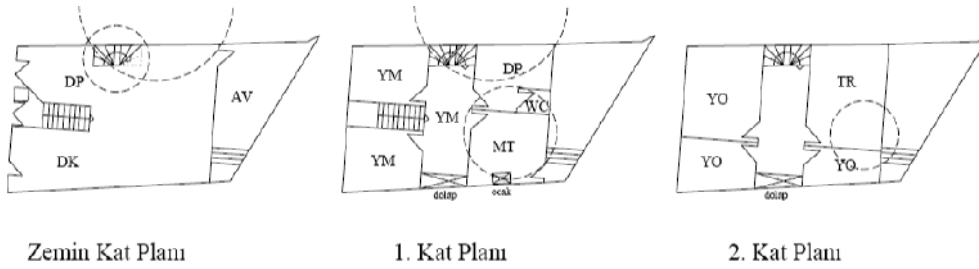 DP
AV
DK
YM
DP
WC
YM
YM
MT
dolap
ocak
YO
TR
YO
YO
dolap
Zemin Kat Planı
1. Kat Planı
2. Kat Planı